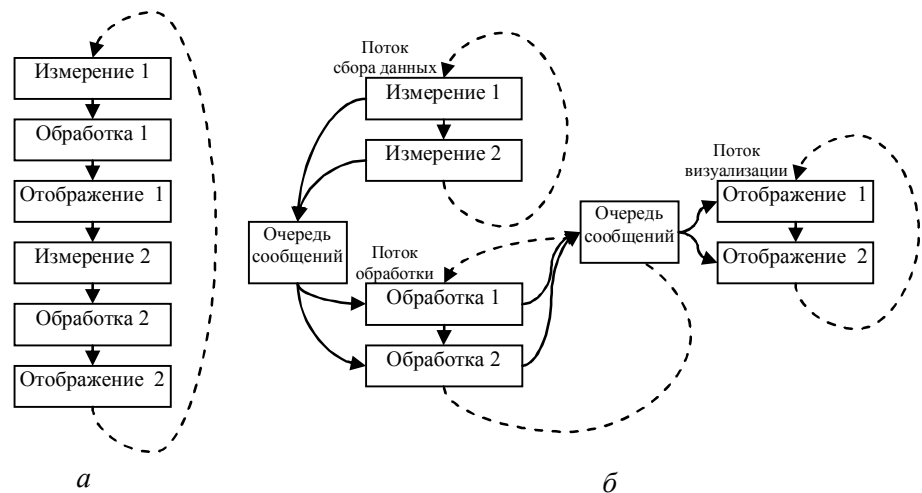 Измерение 1
Обработка 1
Отображение 1
Измерение 2
Обработка 2
Отображение 2
а
Поток
сбора данных
Измерение 1
Измерение 2
Очередь
сообщений
Поток
обработки
Обработка 1
Обработка 2
Очередь
сообщений
Поток
визуализации
Отображение 1
Отображение 2
б